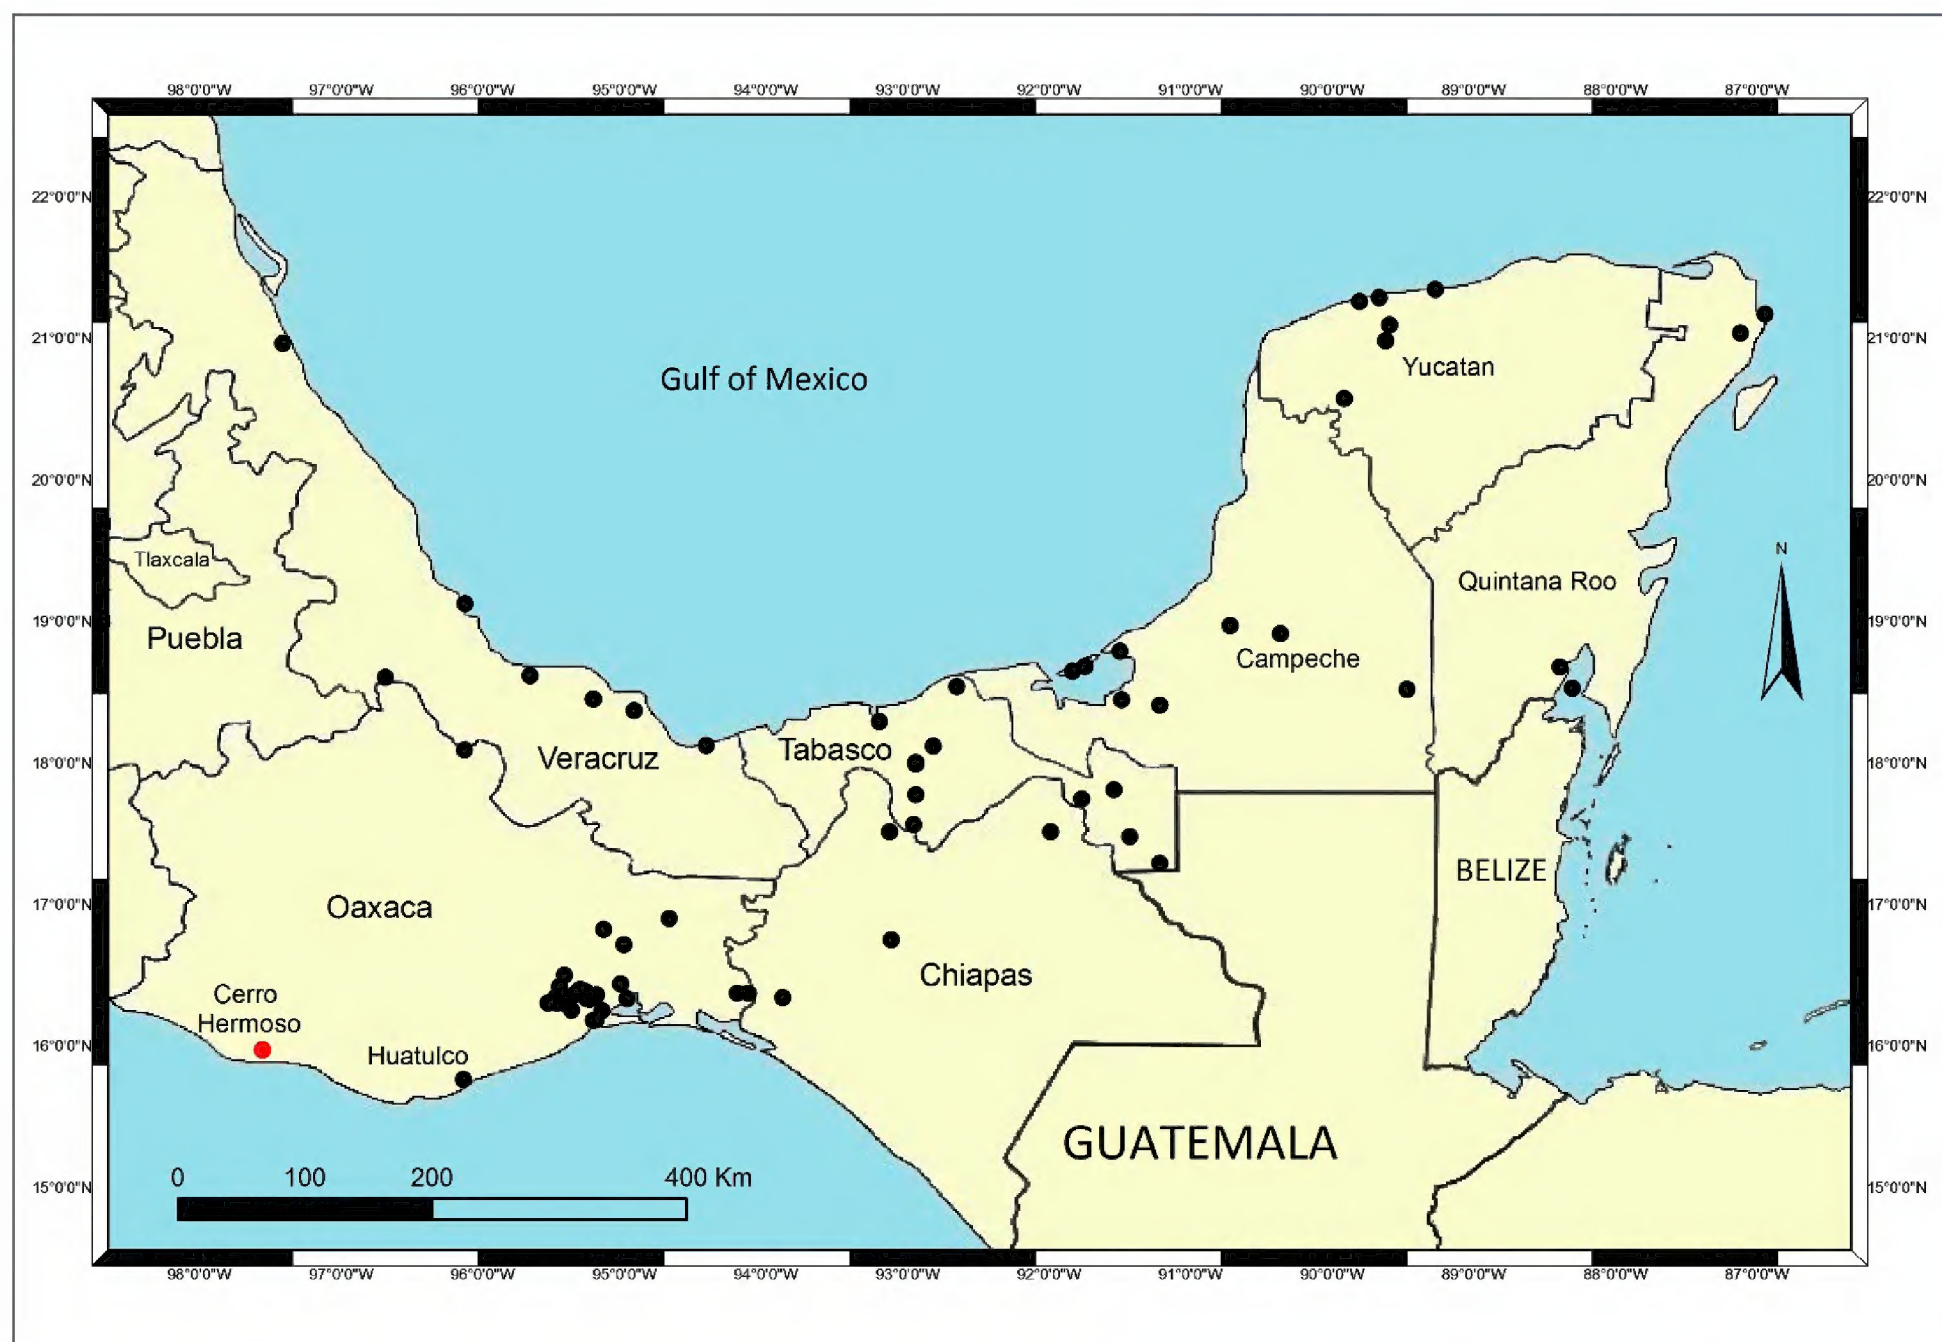 98°0'0"W 97°0'0"W 96°0'0"W 95°0'0"W 94°0'0"W 93°0'0"W 92°0'0"W 91°0'0"W 90°0'0"W 89°0'0"W 88°0'0"W 87°0'0"W
22°0'0"N 22°0'0"N
21°0'0"N 21°0'0"N
Yucatan
Gulf of Mexico
20°0'0"N 20°0'0"N
N
Tlaxcala
Quintana Roo
19°0'0"N 19°0'0"N
Puebla
Campeche
Tabasco
Veracruz
18°0'0"N 18°0'0"N
BELIZE
17°0'0"N 17°0'0"N
Oaxaca
Chiapas
Cerro
Hermoso
16°0'0"N 16°0'0"N
Huatulco
GUATEMALA
0 100 200 400 Km
15°0'0"N 15°0'0"N
98°0'0"W 97°0'0"W 96°0'0"W 95°0'0"W 94°0'0"W 93°0'0"W 92°0'0"W 91°0'0"W 90°0'0"W 89°0'0"W 88°0'0"W 87°0'0"W